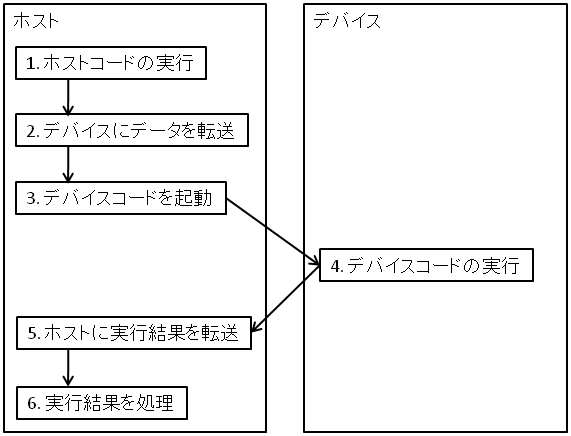 ホスト
デバイス
1.ホストコードの実行
2.デバイスにデータを転送
3.デバイスコードを起動
4.デバイスコードの実行
5.ホストに実行結果を転送
6.実行結果を処理